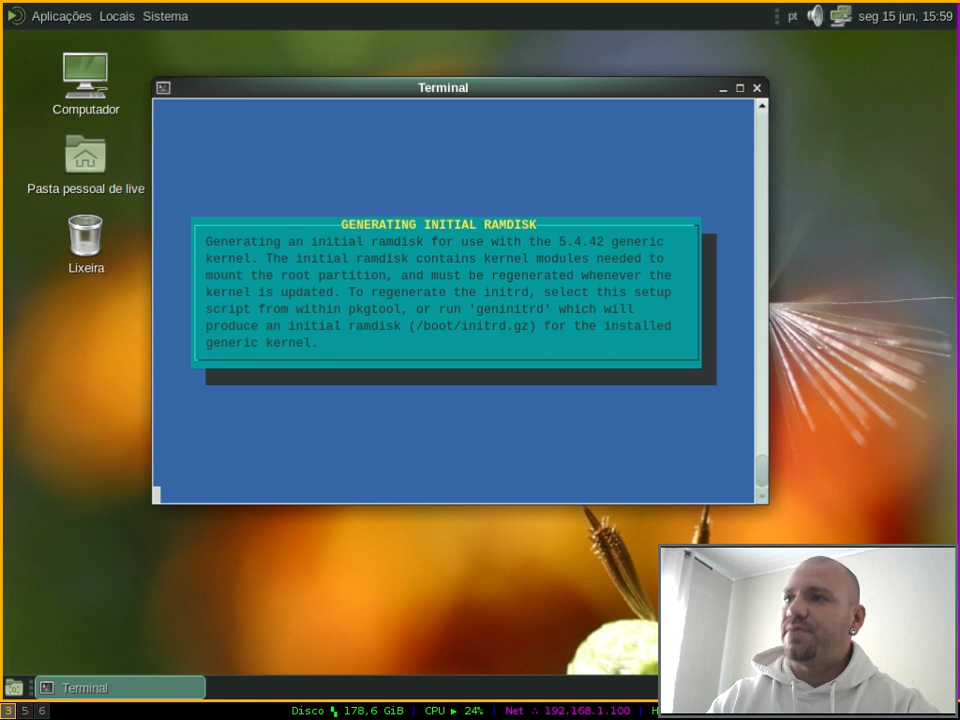 Aplicações Locais Sistema
pt
seg 15 jun, 15:59
Computador
Pasta pessoal de live
Lixeira
Terminal
GENERATING INITIAL RAMDISK
Generating an initial ramdisk for use with the 5.4.42 generic
kernel. The initial ramdisk contains kernel modules needed to
mount the root partition, and must be regenerated whenever the
kernel is updated. To regenerate the initrd, select this setup
script from within pkgtool, or run 'geninitrd' which will
produce an initial ramdisk (/boot/initrd.gz) for the installed
generic kernel.
Terminal
3 5 6
Disco 178,6 GiB | CPU ▶ 24% | Net ∴ 192.168.1.100 | H